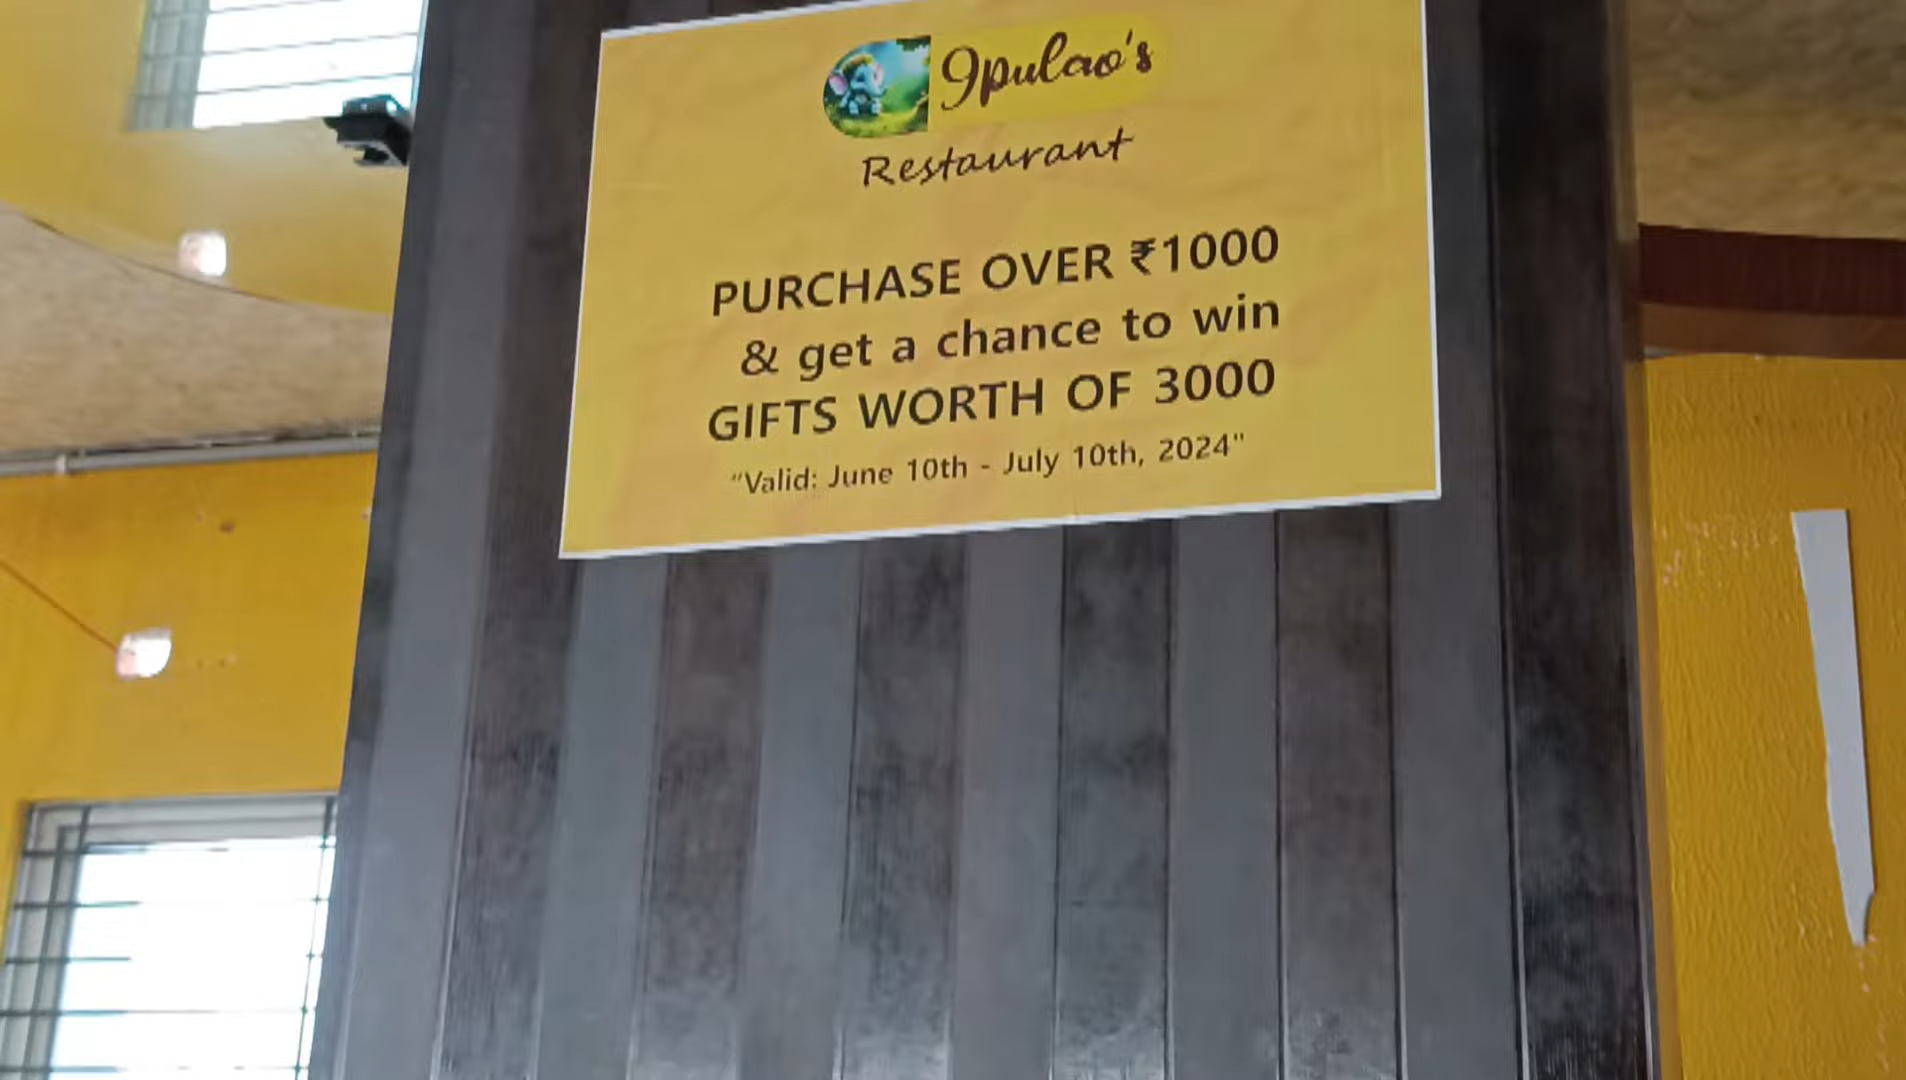 9pulao's
Restaurant
PURCHASE OVER ₹1000
& get a chance to win
GIFTS WORTH OF 3000
"Valid: June 10th - July 10th, 2024"